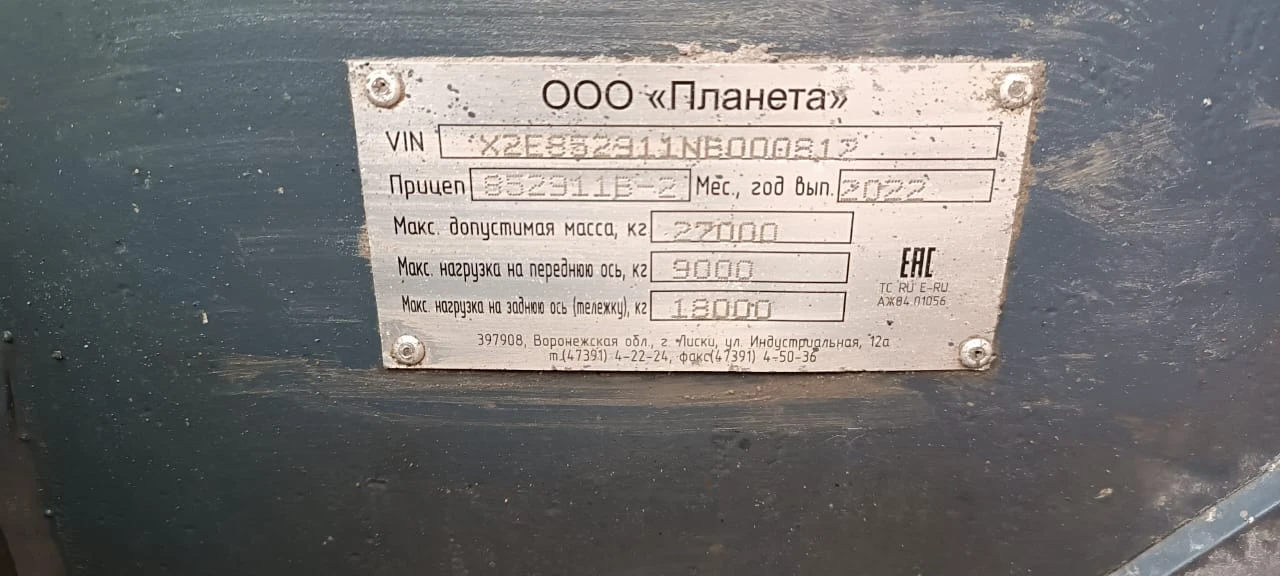 ООО «Планета»
VIN X2E852911NB000817
Прицеп 852911B-2 Мес., год вып. 2022
Макс. допустимая масса, кг 27000
Макс. нагрузка на переднюю ось, кг 9000
Макс. нагрузка на заднюю ось (тележку), кг 18000
EAC
ТС RU E-RU
АЖ84.01056
397908, Воронежская обл., г. Лиски, ул. Индустриальная, 12а
т.(47391) 4-22-24, факс(47391) 4-50-36